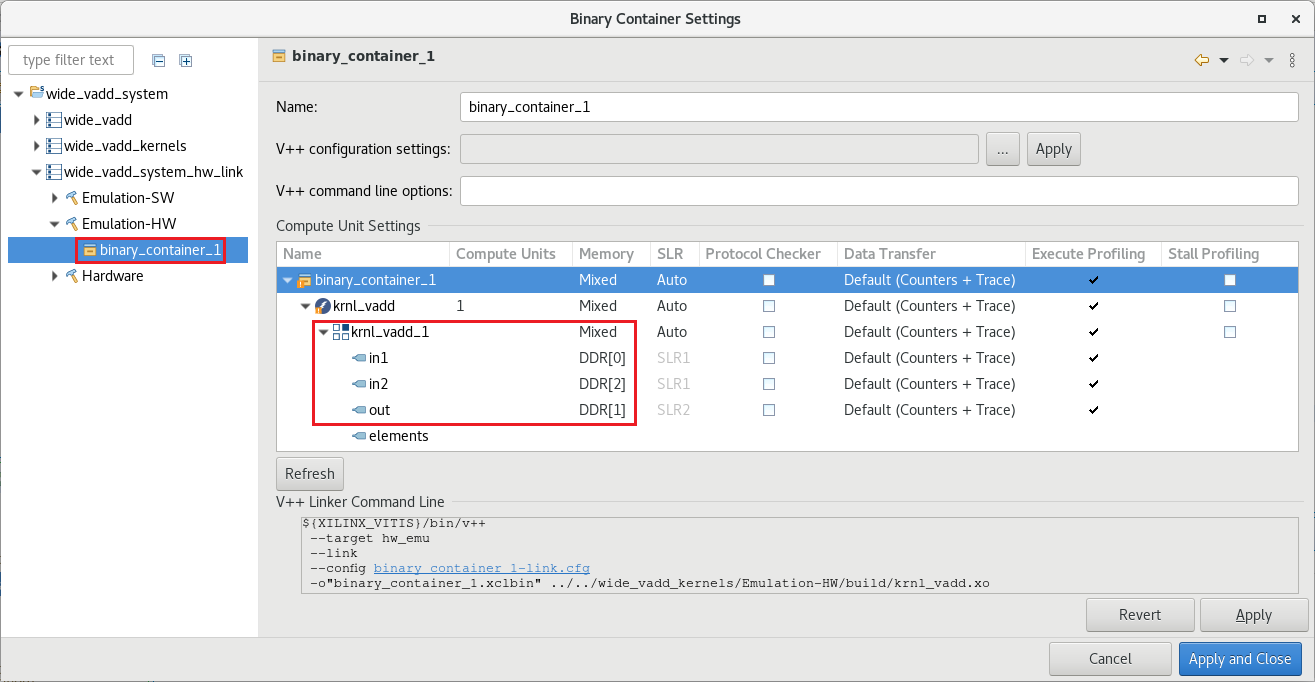 Binary Container Settings
type filter text
wide_vadd_system
wide_vadd
wide_vadd_kernels
wide_vadd_system_hw_link
Emulation-SW
Emulation-HW
binary_container_1
Hardware
binary_container_1
Name: binary_container_1
V++ configuration settings: ... Apply
V++ command line options:
Compute Unit Settings
Name Compute Units Memory SLR Protocol Checker Data Transfer Execute Profiling Stall Profiling
binary_container_1 Mixed Auto Default (Counters + Trace)
krnl_vadd 1 Mixed Auto Default (Counters + Trace)
krnl_vadd_1 Mixed Auto Default (Counters + Trace)
in1 DDR[0] SLR1 Default (Counters + Trace)
in2 DDR[2] SLR1 Default (Counters + Trace)
out DDR[1] SLR2 Default (Counters + Trace)
elements
Refresh
V++ Linker Command Line
${XILINX_VITIS}/bin/v++
--target hw_emu
--link
--config binary_container_1-link.cfg
-o"binary_container_1.xclbin" ../../wide_vadd_kernels/Emulation-HW/build/krnl_vadd.xo
Revert Apply
Cancel Apply and Close